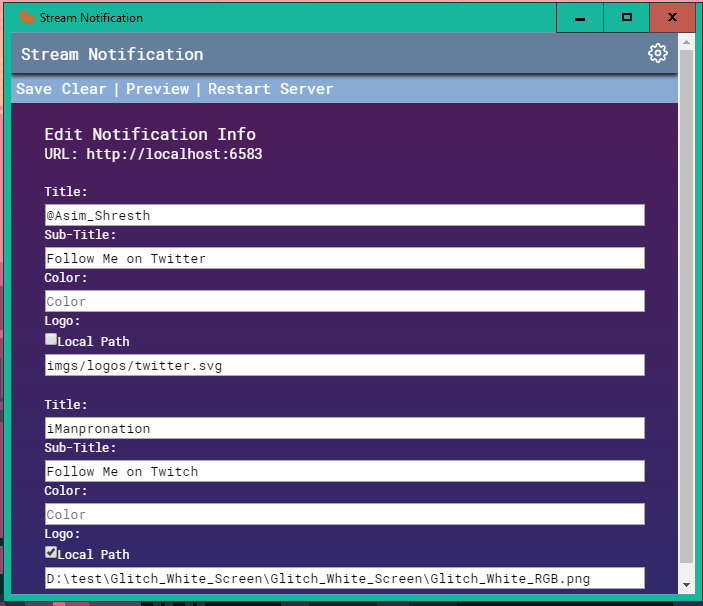 Stream Notification
Stream Notification
Save Clear | Preview | Restart Server
Edit Notification Info
URL: http://localhost:6583
Title:
@Asim_Shresth
Sub-Title:
Follow Me on Twitter
Color:
Color
Logo:
Local Path
imgs/logos/twitter.svg
Title:
iManpronation
Sub-Title:
Follow Me on Twitch
Color:
Color
Logo:
Local Path
D:\test\Glitch_White_Screen\Glitch_White_Screen\Glitch_White_RGB.png